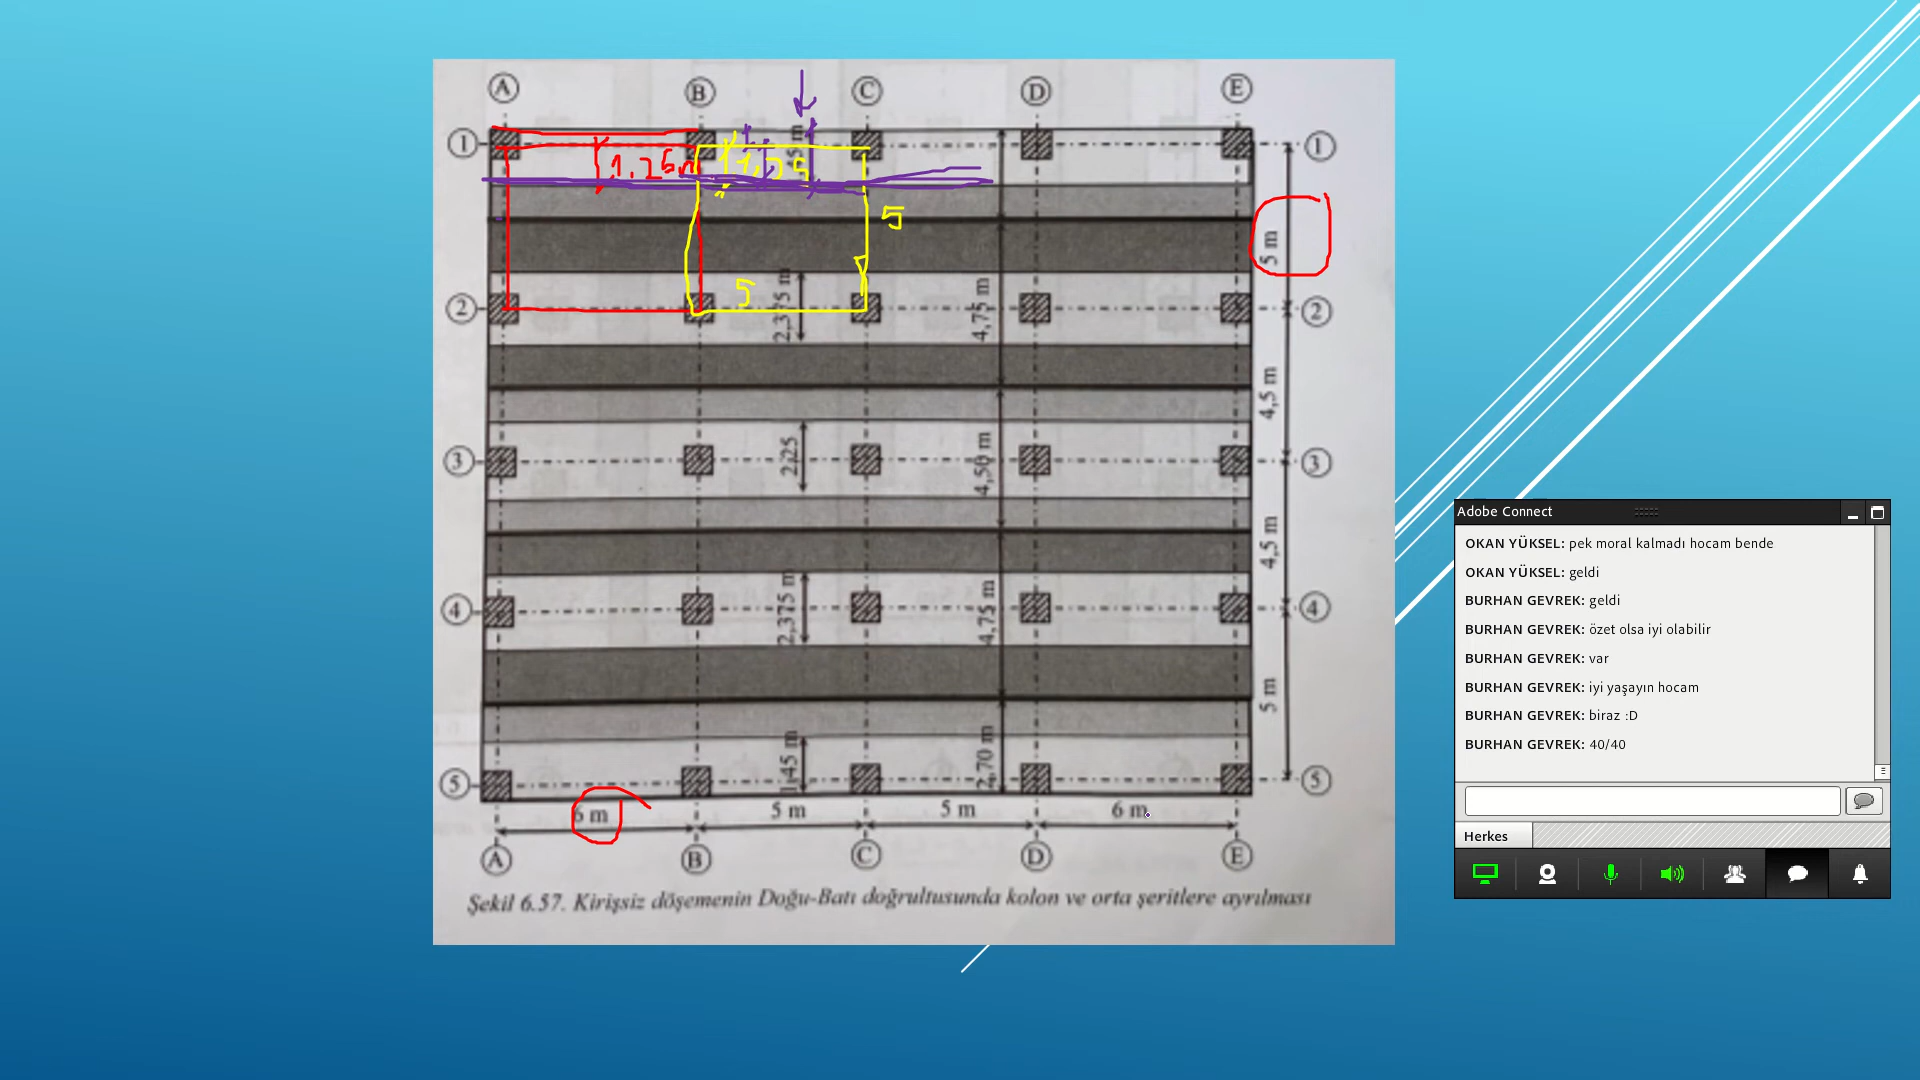 A B C D E
1 1
1.25m
1,25
5 m
5
5
2 2
2,375 m
4,75 m
4,5 m
3 3
2,25
4,50 m
4,5 m
4 4
2,375 m
4,75 m
5 m
1,45 m
2,70 m
5 5
6 m 5 m 5 m 6 m
A B C D E
Şekil 6.57. Kirişsiz döşemenin Doğu-Batı doğrultusunda kolon ve orta şeritlere ayrılması
Adobe Connect
OKAN YÜKSEL: pek moral kalmadı hocam bende
OKAN YÜKSEL: geldi
BURHAN GEVREK: geldi
BURHAN GEVREK: özet olsa iyi olabilir
BURHAN GEVREK: var
BURHAN GEVREK: iyi yaşayın hocam
BURHAN GEVREK: biraz :D
BURHAN GEVREK: 40/40
Herkes